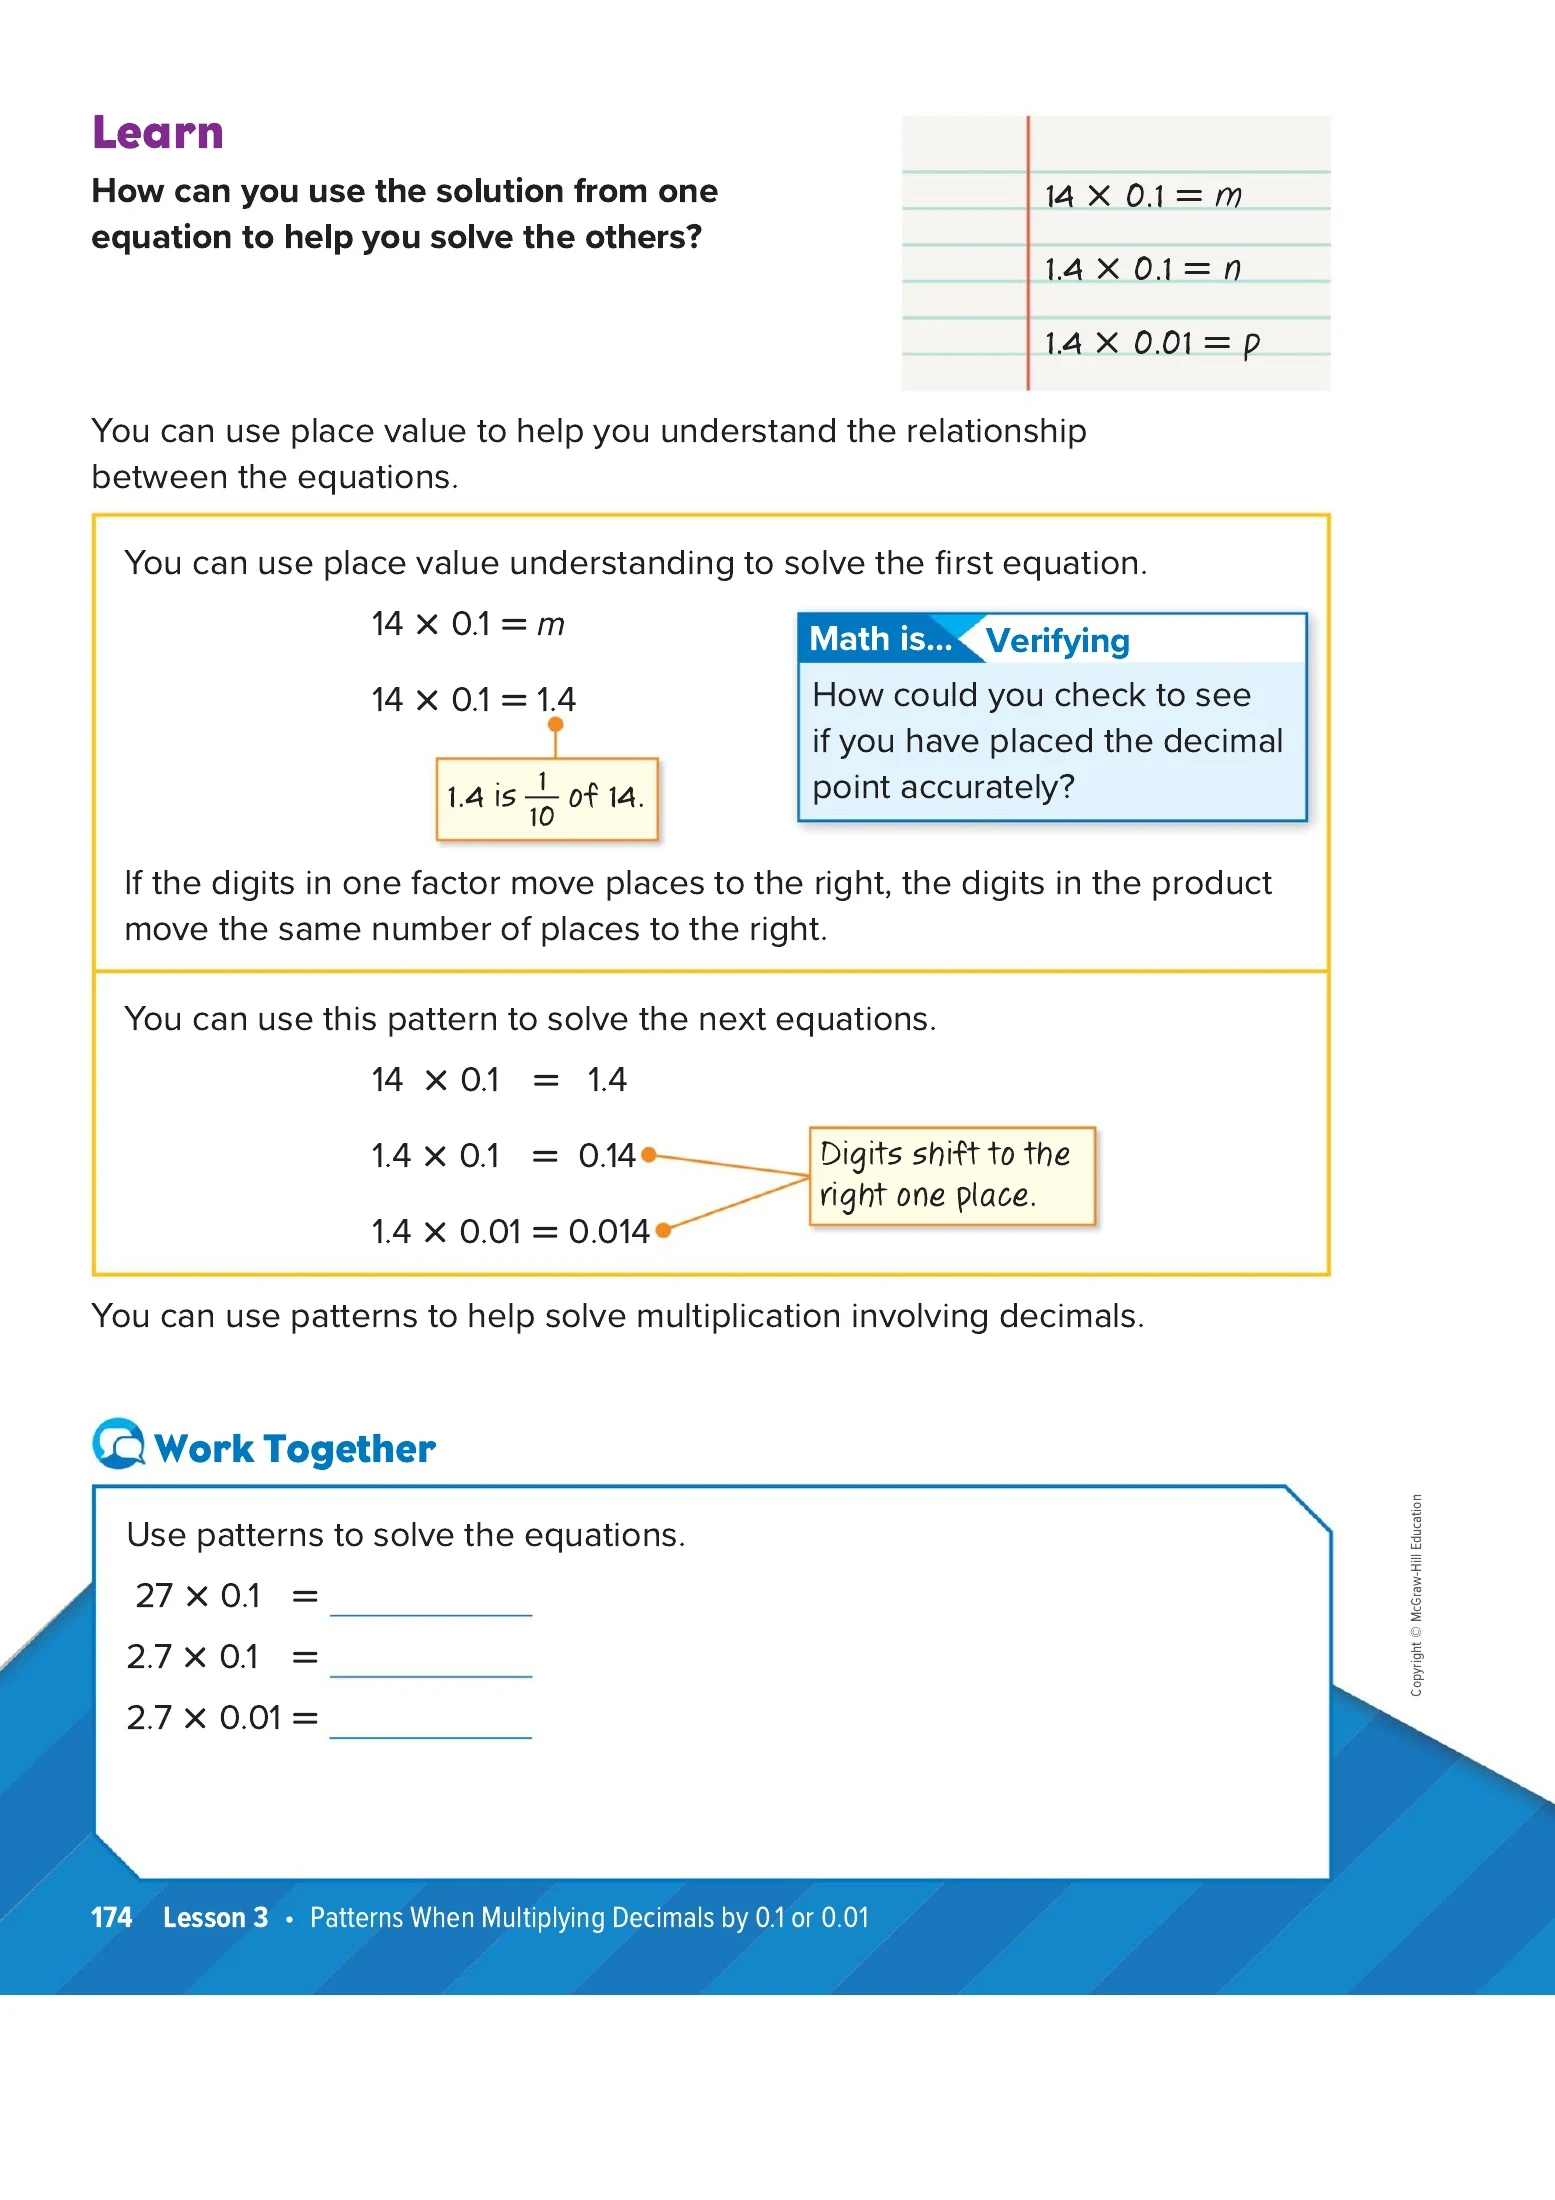 Learn
How can you use the solution from one
equation to help you solve the others?
14 × 0.1 = m
1.4 × 0.1 = n
1.4 × 0.01 = p
You can use place value to help you understand the relationship
between the equations.
You can use place value understanding to solve the first equation.
14 × 0.1 = m
14 × 0.1 = 1.4
1.4 is 1/10 of 14.
Math is... Verifying
How could you check to see
if you have placed the decimal
point accurately?
If the digits in one factor move places to the right, the digits in the product
move the same number of places to the right.
You can use this pattern to solve the next equations.
14 × 0.1 = 1.4
1.4 × 0.1 = 0.14
1.4 × 0.01 = 0.014
Digits shift to the
right one place.
You can use patterns to help solve multiplication involving decimals.
Work Together
Use patterns to solve the equations.
27 × 0.1 =
2.7 × 0.1 =
2.7 × 0.01 =
Copyright © McGraw-Hill Education
174 Lesson 3 • Patterns When Multiplying Decimals by 0.1 or 0.01